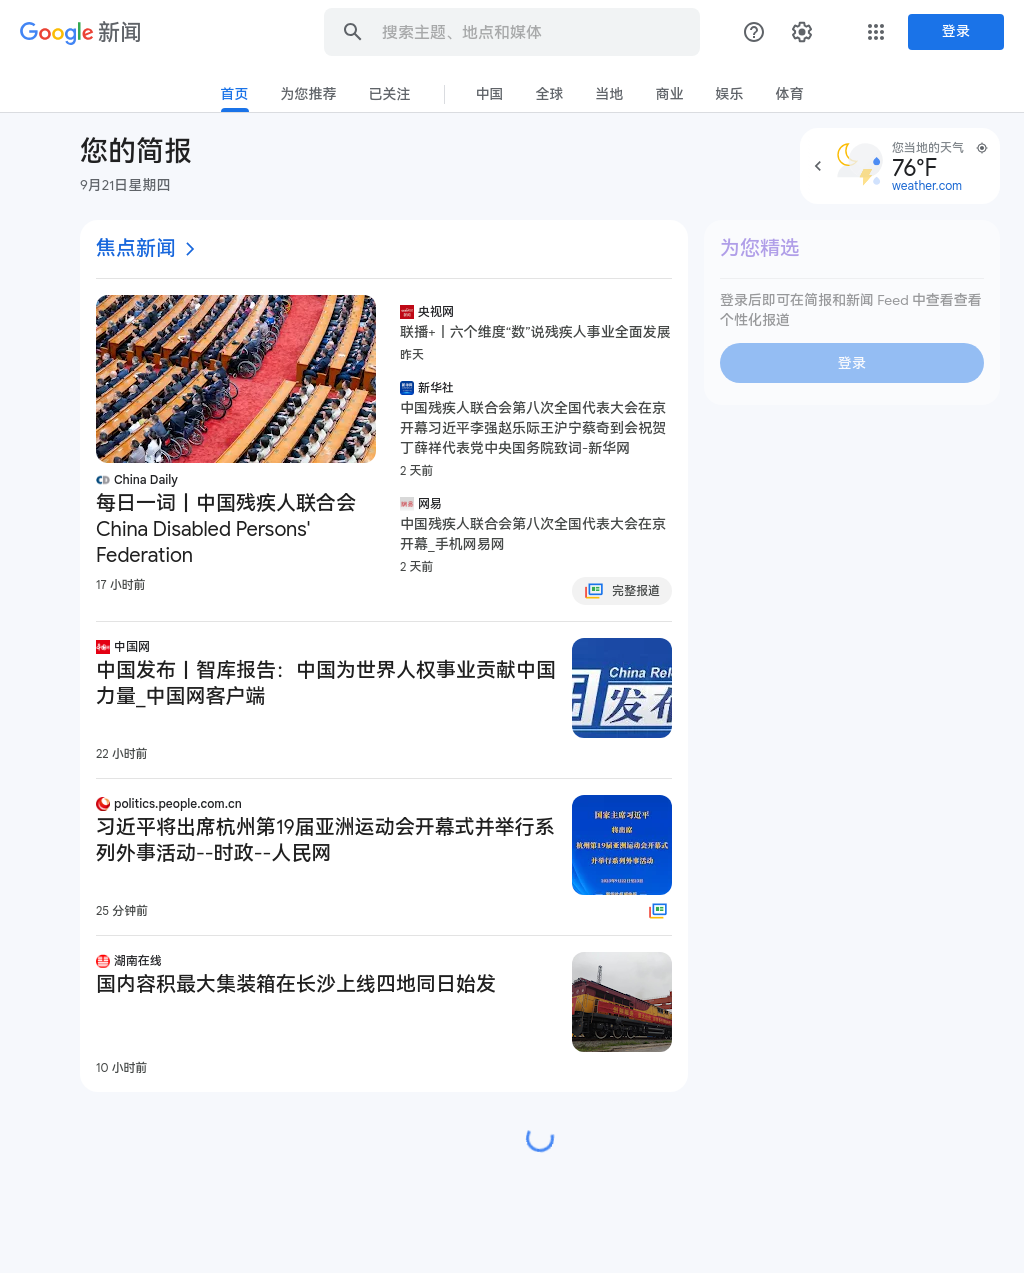 Google 新闻
搜索主题、地点和媒体
登录
首页
为您推荐
已关注
中国
全球
当地
商业
娱乐
体育
您的简报
9月21日星期四
您当地的天气
76°F
weather.com
焦点新闻
China Daily
每日一词丨中国残疾人联合会
China Disabled Persons'
Federation
17 小时前
央视网
联播+丨六个维度“数”说残疾人事业全面发展
昨天
新华社
中国残疾人联合会第八次全国代表大会在京
开幕习近平李强赵乐际王沪宁蔡奇到会祝贺
丁薛祥代表党中央国务院致词-新华网
2 天前
网易
中国残疾人联合会第八次全国代表大会在京
开幕_手机网易网
2 天前
完整报道
中国网
中国发布丨智库报告：中国为世界人权事业贡献中国
力量_中国网客户端
22 小时前
China Rel
国发布
politics.people.com.cn
习近平将出席杭州第19届亚洲运动会开幕式并举行系
列外事活动--时政--人民网
25 分钟前
国家主席习近平
将出席
杭州第19届亚洲运动会开幕式
并举行系列外事活动
湖南在线
国内容积最大集装箱在长沙上线四地同日始发
10 小时前
为您精选
登录后即可在简报和新闻 Feed 中查看查看
个性化报道
登录